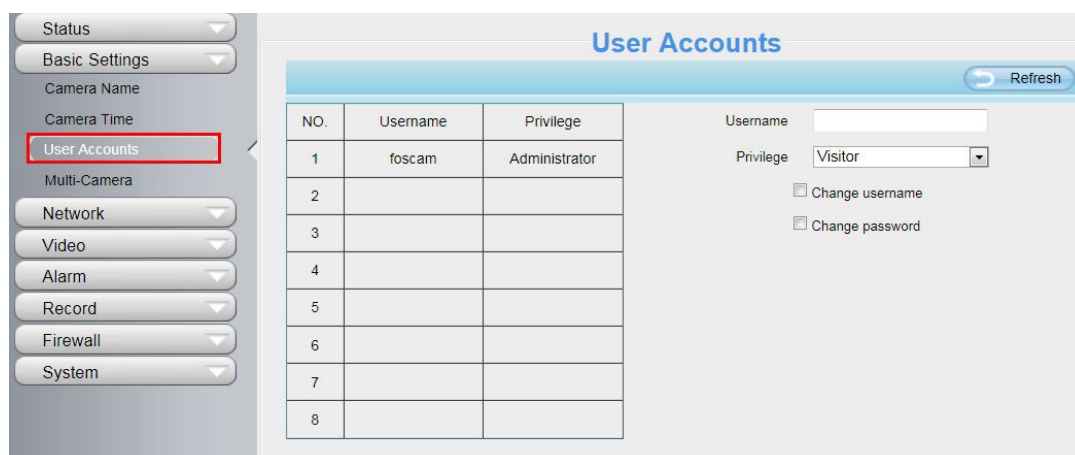 Status
Basic Settings
Camera Name
Camera Time
User Accounts
Multi-Camera
Network
Video
Alarm
Record
Firewall
System
User Accounts
Refresh
NO. Username Privilege
1 foscam Administrator
2
3
4
5
6
7
8
Username
Privilege Visitor
Change username
Change password